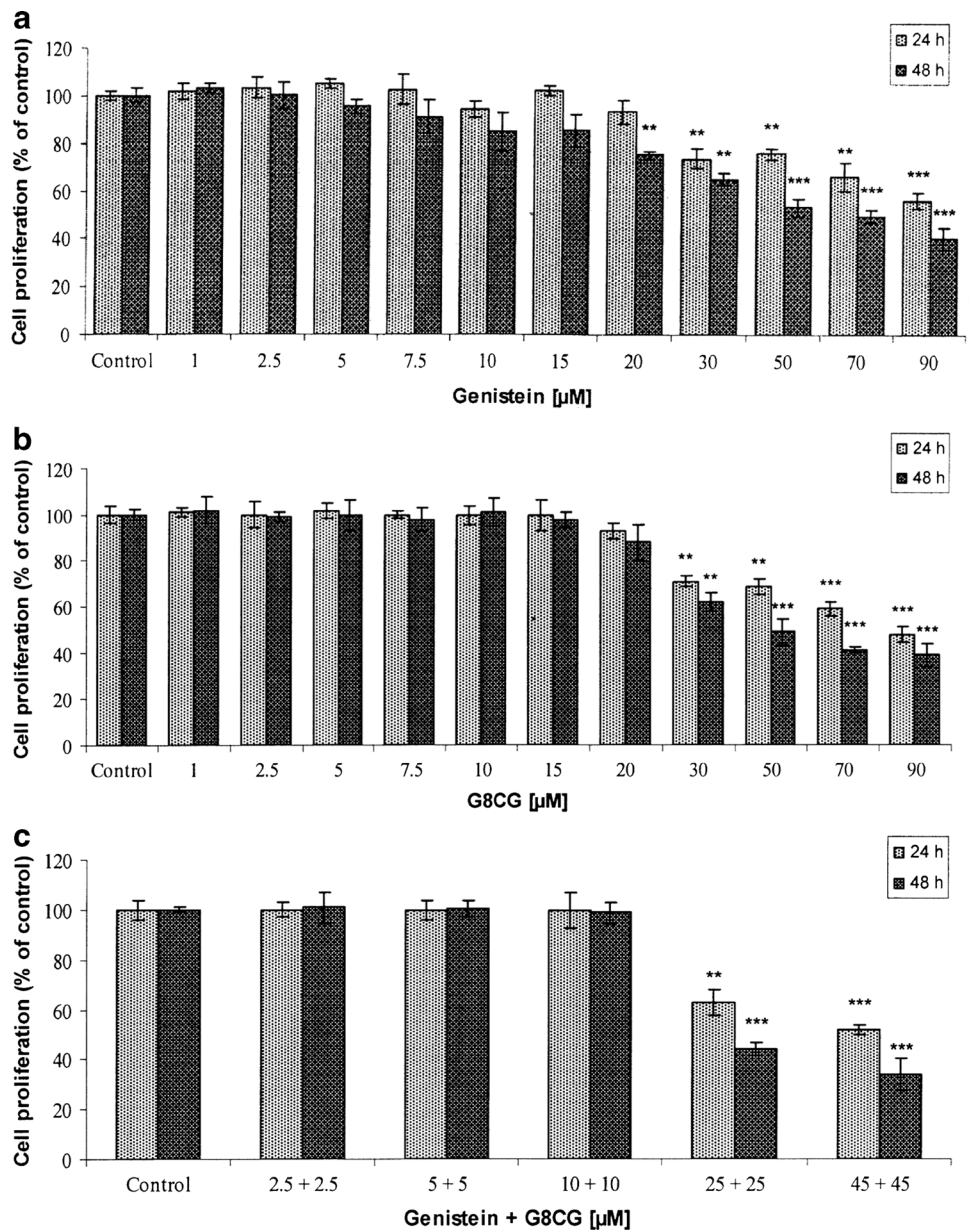 a
Cell proliferation (% of control)
120
100
80
60
40
20
0
24 h
48 h
**
**
**
**
***
**
***
***
***
Control 1 2.5 5 7.5 10 15 20 30 50 70 90
Genistein [µM]
b
Cell proliferation (% of control)
120
100
80
60
40
20
0
24 h
48 h
**
**
**
***
***
***
***
***
Control 1 2.5 5 7.5 10 15 20 30 50 70 90
G8CG [µM]
c
Cell proliferation (% of control)
120
100
80
60
40
20
0
24 h
48 h
**
***
***
***
Control 2.5 + 2.5 5 + 5 10 + 10 25 + 25 45 + 45
Genistein + G8CG [µM]